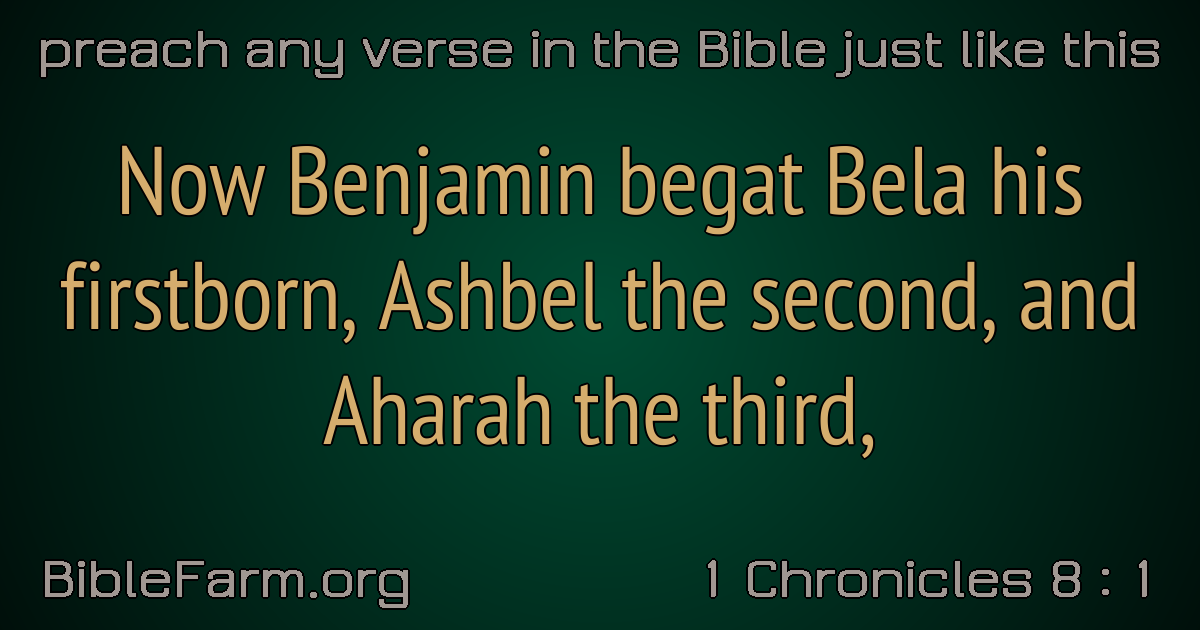 preach any verse in the Bible just like this
Now Benjamin begat Bela his
firstborn, Ashbel the second, and
Aharah the third,
BibleFarm.org
1 Chronicles 8 : 1